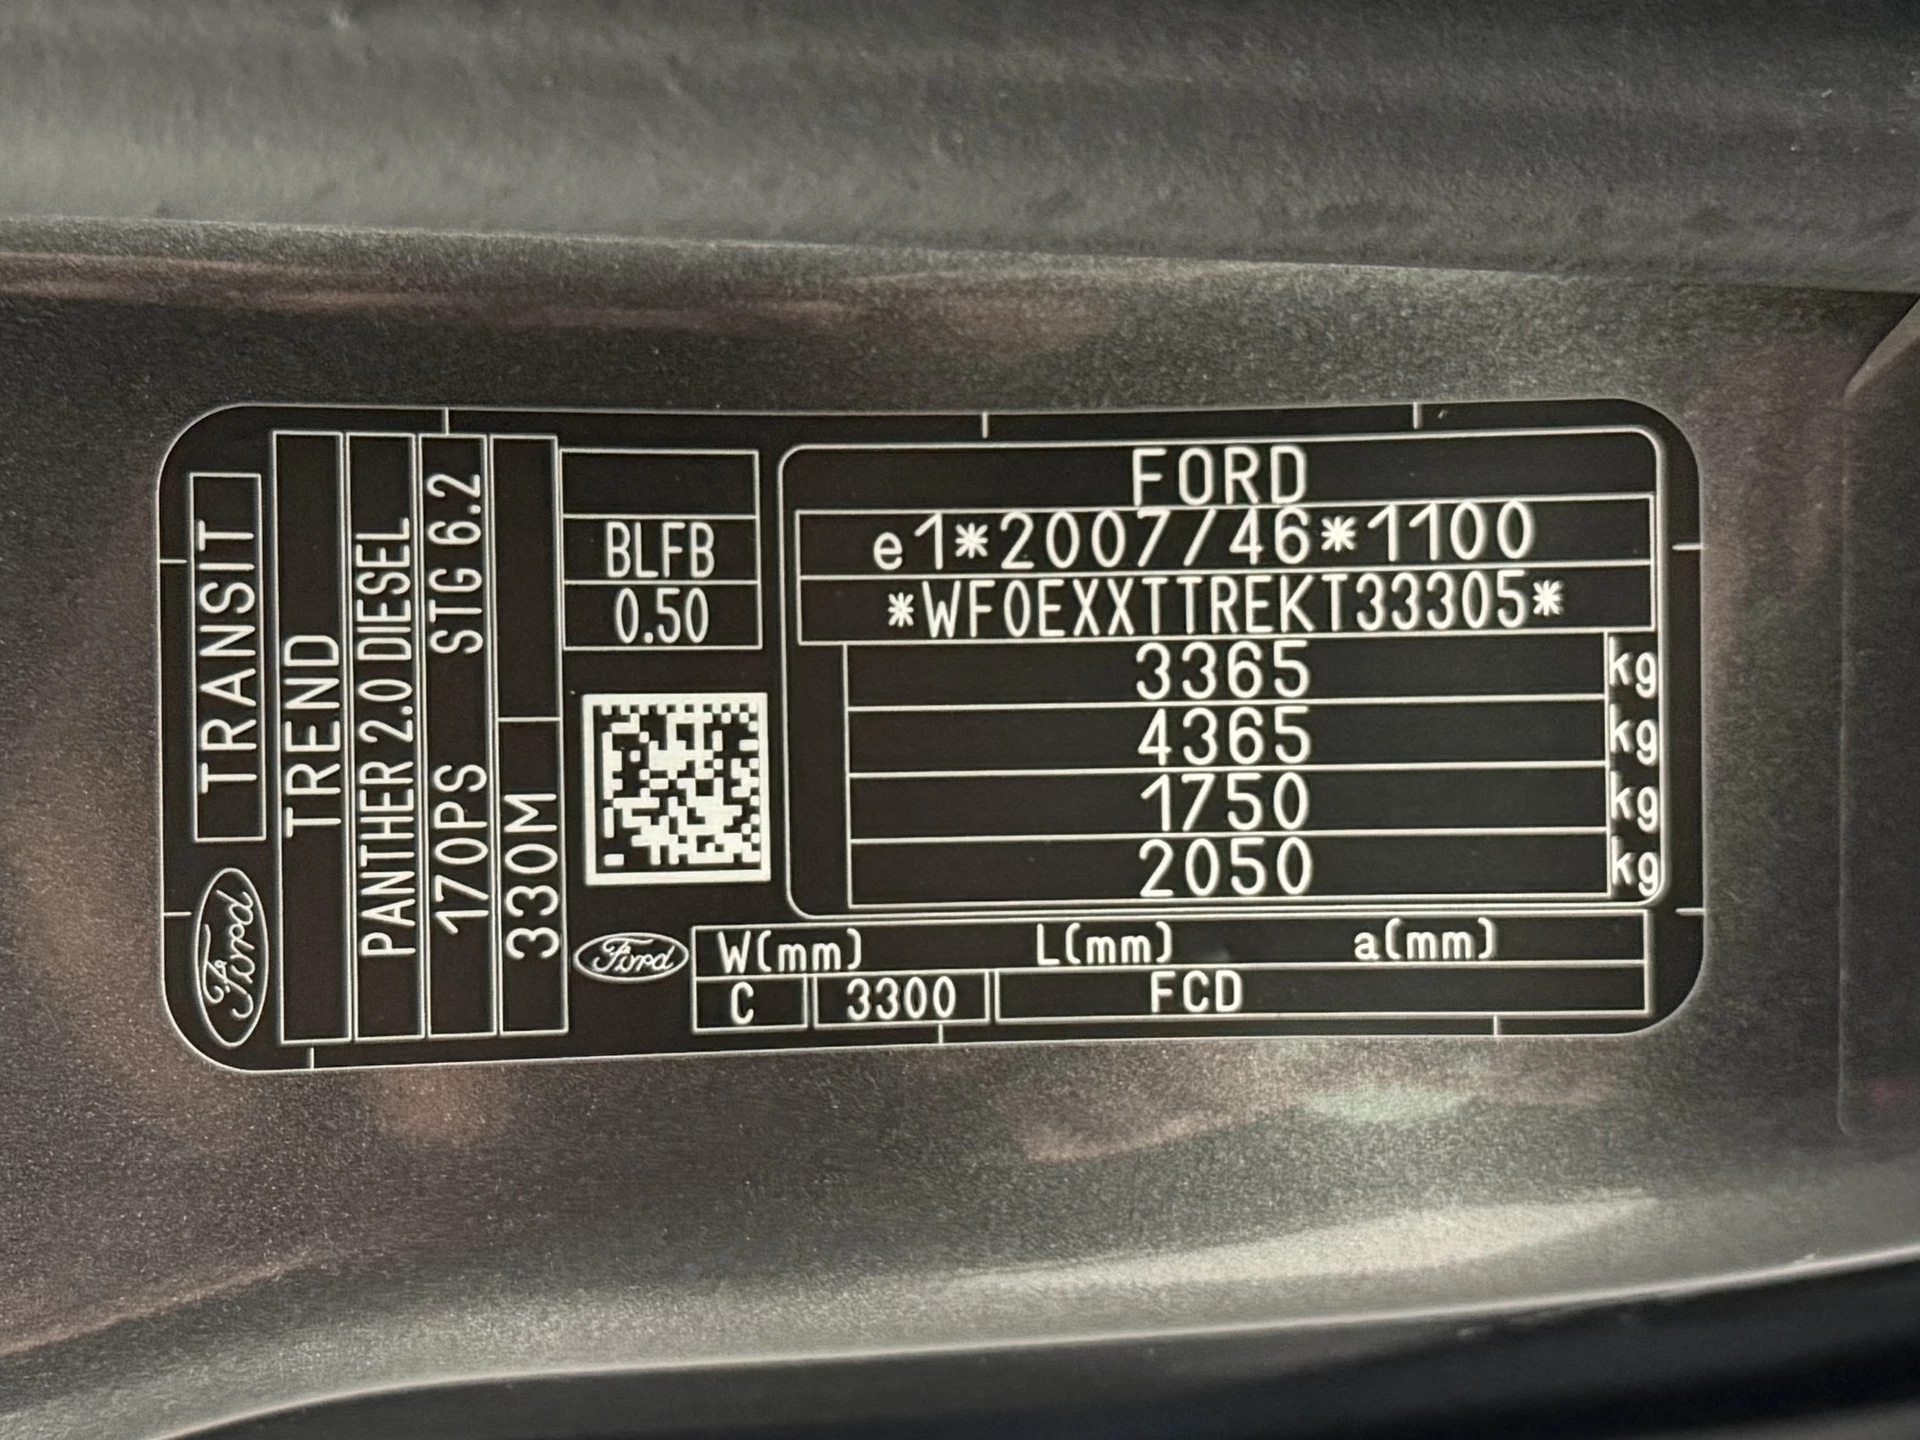 TRANSIT
TREND
PANTHER 2.0 DIESEL
170PS STG 6.2
330M
Ford
BLFB
0.50
Ford
FORD
e1*2007/46*1100
*WF0EXXTTREKT33305*
3365 kg
4365 kg
1750 kg
2050 kg
W(mm) L(mm) a(mm)
C 3300 FCD